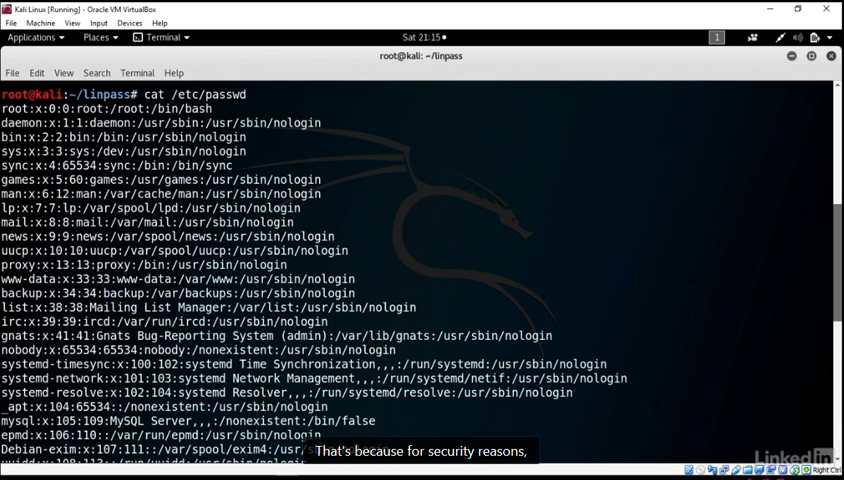 Kali Linux [Running] - Oracle VM VirtualBox
File Machine View Input Devices Help
Applications Places Terminal Sat 21:15 1
root@kali: ~/linpass
File Edit View Search Terminal Help
root@kali:~/linpass# cat /etc/passwd
root:x:0:0:root:/root:/bin/bash
daemon:x:1:1:daemon:/usr/sbin:/usr/sbin/nologin
bin:x:2:2:bin:/bin:/usr/sbin/nologin
sys:x:3:3:sys:/dev:/usr/sbin/nologin
sync:x:4:65534:sync:/bin:/bin/sync
games:x:5:60:games:/usr/games:/usr/sbin/nologin
man:x:6:12:man:/var/cache/man:/usr/sbin/nologin
lp:x:7:7:lp:/var/spool/lpd:/usr/sbin/nologin
mail:x:8:8:mail:/var/mail:/usr/sbin/nologin
news:x:9:9:news:/var/spool/news:/usr/sbin/nologin
uucp:x:10:10:uucp:/var/spool/uucp:/usr/sbin/nologin
proxy:x:13:13:proxy:/bin:/usr/sbin/nologin
www-data:x:33:33:www-data:/var/www:/usr/sbin/nologin
backup:x:34:34:backup:/var/backups:/usr/sbin/nologin
list:x:38:38:Mailing List Manager:/var/list:/usr/sbin/nologin
irc:x:39:39:ircd:/var/run/ircd:/usr/sbin/nologin
gnats:x:41:41:Gnats Bug-Reporting System (admin):/var/lib/gnats:/usr/sbin/nologin
nobody:x:65534:65534:nobody:/nonexistent:/usr/sbin/nologin
systemd-timesync:x:100:102:systemd Time Synchronization,,,:/run/systemd:/usr/sbin/nologin
systemd-network:x:101:103:systemd Network Management,,,:/run/systemd/netif:/usr/sbin/nologin
systemd-resolve:x:102:104:systemd Resolver,,,:/run/systemd/resolve:/usr/sbin/nologin
_apt:x:104:65534::/nonexistent:/usr/sbin/nologin
mysql:x:105:109:MySQL Server,,,:/nonexistent:/bin/false
epmd:x:106:110::/var/run/epmd:/usr/sbin/nologin
Debian-exim:x:107:111::/var/spool/exim4:/usr/
That's because for security reasons,
LinkedIn
Right Ctrl